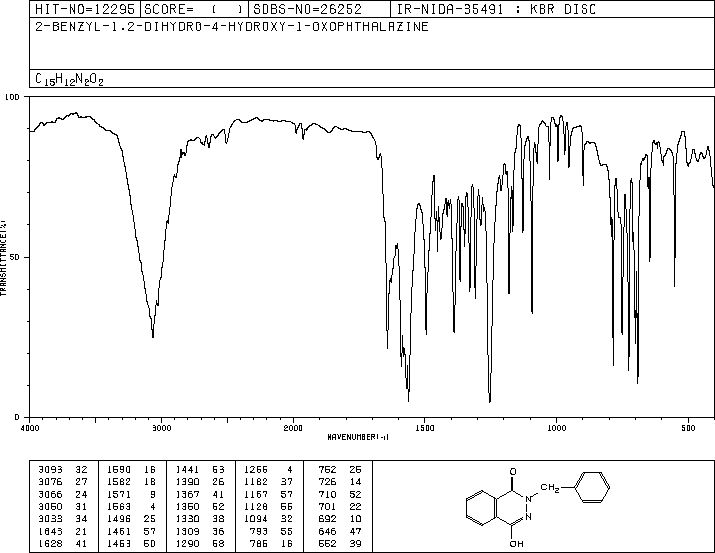 HIT-NO=12295 SCORE= ( ) SDBS-NO=26252 IR-NIDA-35491 : KBR DISC
2-BENZYL-1,2-DIHYDRO-4-HYDROXY-1-OXOPHTHALAZINE
C15H12N2O2
100
50
0
TRANSMITTANCE(%)
4000 3000 2000 1500 1000 500
WAVENUMBER(-1)
3093 32 1590 16 1441 53 1256 4 752 25
3076 27 1582 18 1390 26 1182 37 726 14
3066 24 1571 9 1367 41 1167 57 710 52
3050 31 1563 4 1350 52 1128 55 701 22
3033 34 1496 25 1330 38 1094 32 692 10
1643 21 1461 57 1309 36 793 55 646 47
1628 41 1453 50 1290 58 786 16 552 39
O
N CH2
N
OH